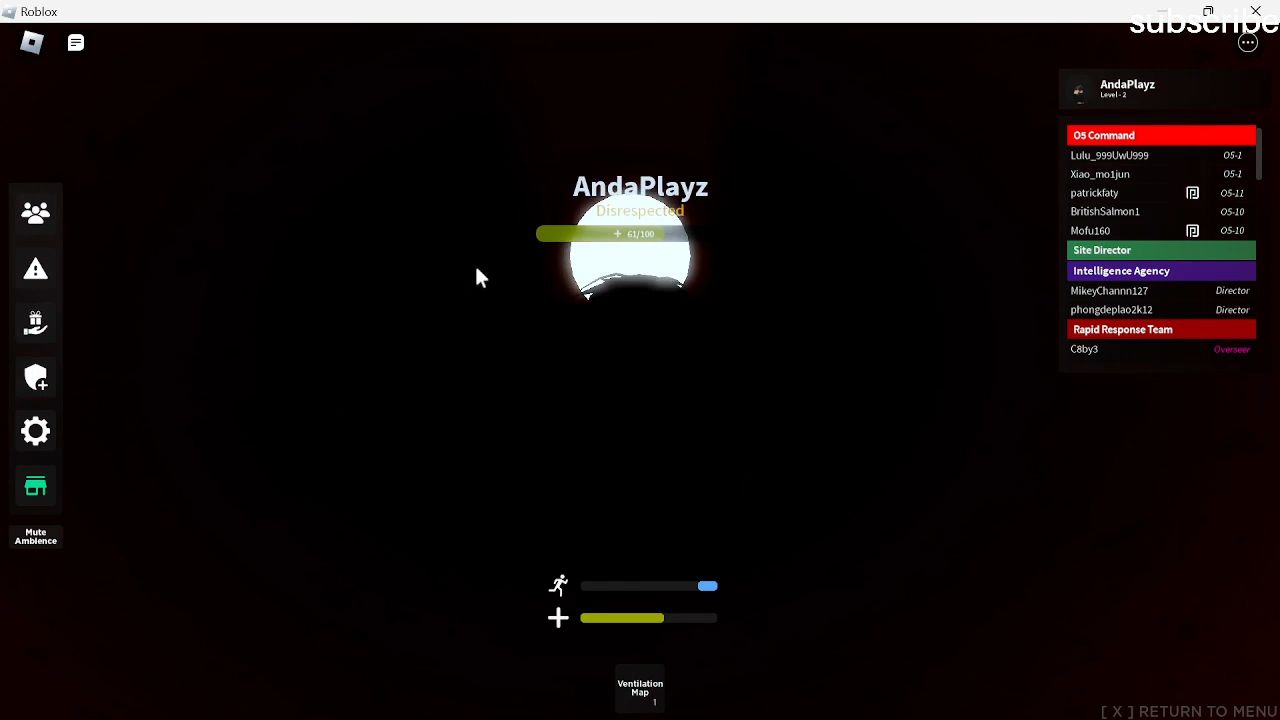 Roblox
subscribe
AndaPlayz
Level - 2
O5 Command
Lulu_999UwU999 O5-1
Xiao_mo1jun O5-1
patrickfaty O5-11
BritishSalmon1 O5-10
Mofu160 O5-10
Site Director
Intelligence Agency
MikeyChannn127 Director
phongdeplao2k12 Director
Rapid Response Team
C8by3 Overseer
AndaPlayz
Disrespected
+ 61/100
Mute
Ambience
Ventilation
Map
1
[ X ] RETURN TO MENU